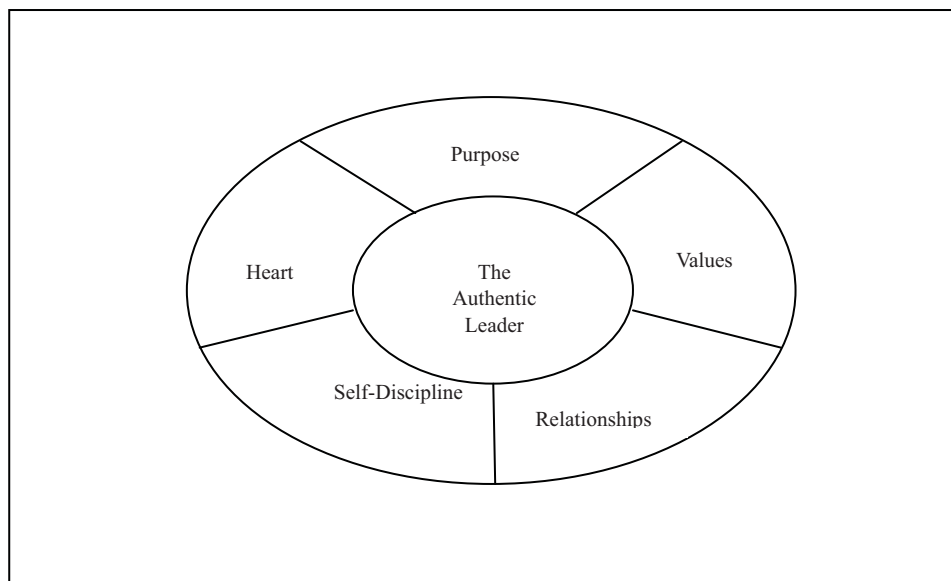 Purpose
Values
Heart
The
Authentic
Leader
Self-Discipline
Relationships